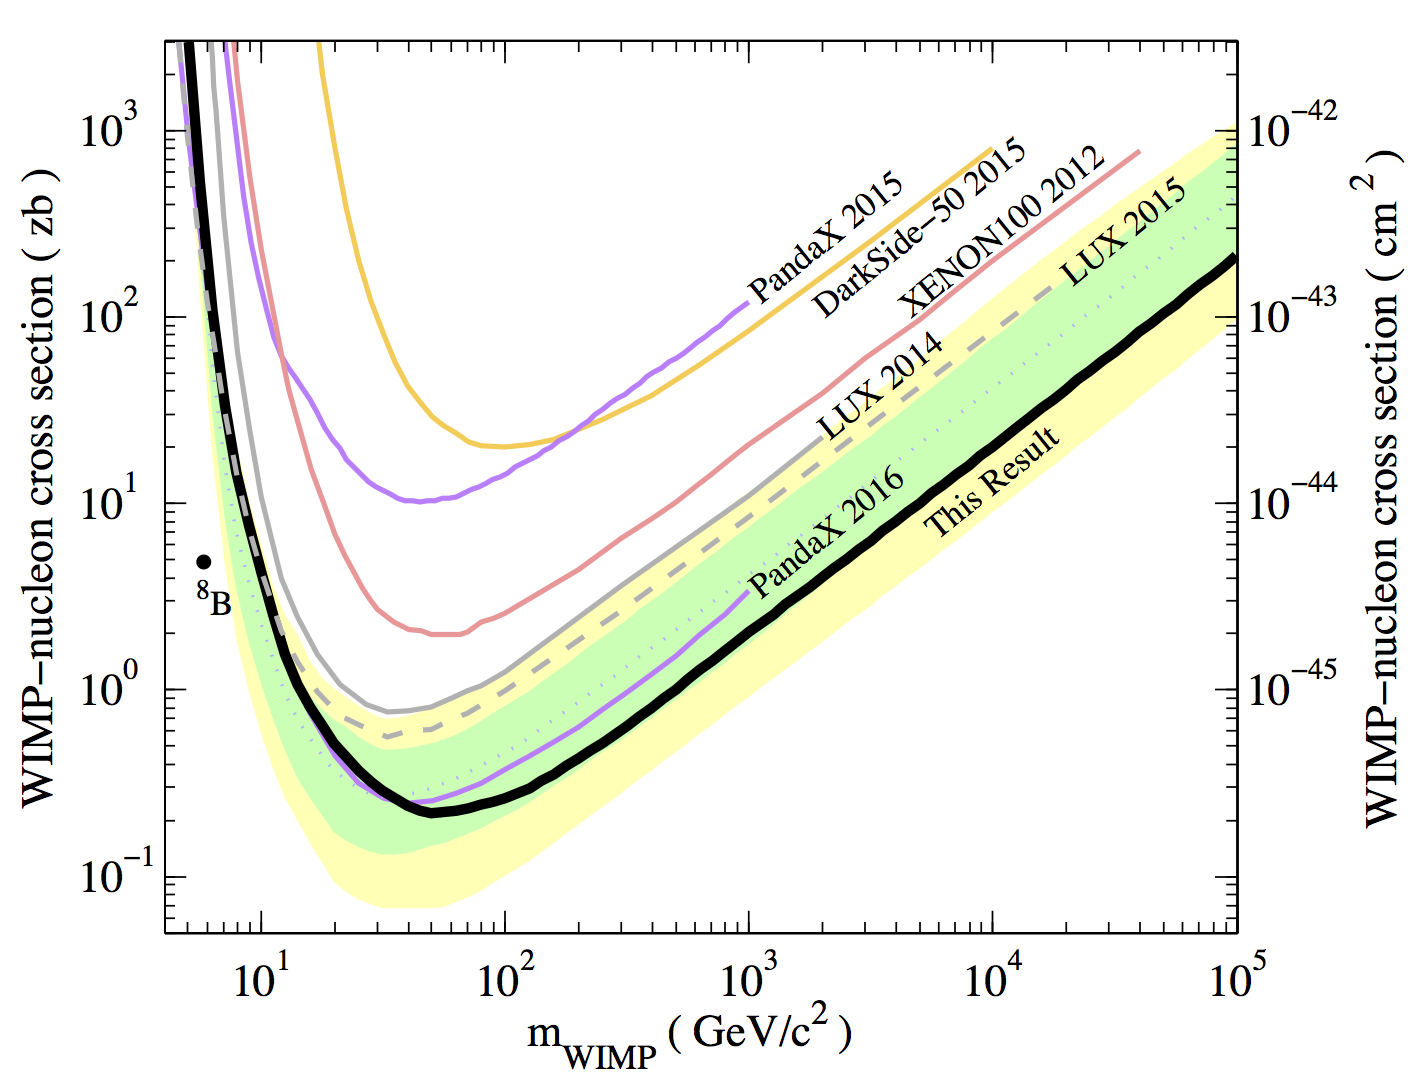 WIMP−nucleon cross section ( zb )
10³
10²
10¹
10⁰
10⁻¹
PandaX 2015
DarkSide−50 2015
XENON100 2012
LUX 2015
LUX 2014
PandaX 2016
This Result
⁸B
10⁻⁴²
10⁻⁴³
10⁻⁴⁴
10⁻⁴⁵
WIMP−nucleon cross section ( cm ² )
10¹ 10² 10³ 10⁴ 10⁵
m_WIMP ( GeV/c² )